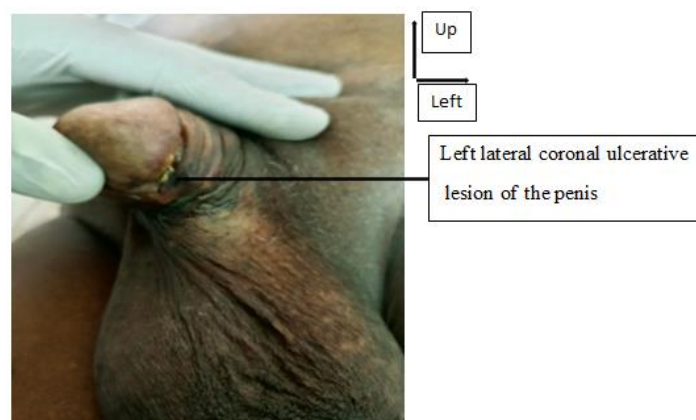 Up
Left
Left lateral coronal ulcerative
lesion of the penis